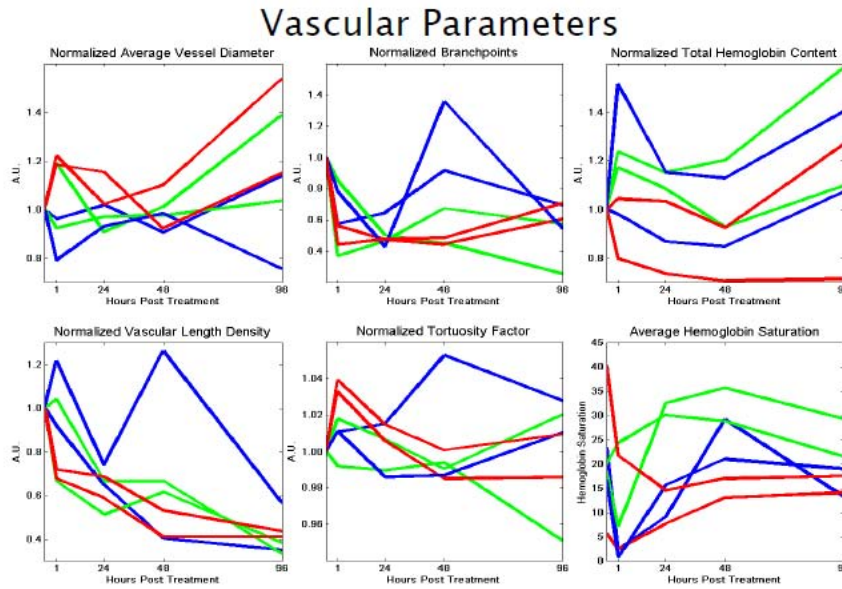 Vascular Parameters
Normalized Average Vessel Diameter
1.4
1.2
1.0
0.8
A.U.
1 24 48 96
Hours Post Treatment
Normalized Branchpoints
1.4
1.2
1.0
0.8
0.6
0.4
A.U.
1 24 48 96
Hours Post Treatment
Normalized Total Hemoglobin Content
1.4
1.2
1.0
0.8
A.U.
1 24 48 96
Hours Post Treatment
Normalized Vascular Length Density
1.2
1.0
0.8
0.6
0.4
A.U.
1 24 48 96
Hours Post Treatment
Normalized Tortuosity Factor
1.04
1.02
1.00
0.98
0.96
A.U.
1 24 48 96
Hours Post Treatment
Average Hemoglobin Saturation
45
40
35
30
25
20
15
10
5
0
Hemoglobin Saturation
1 24 48 96
Hours Post Treatment